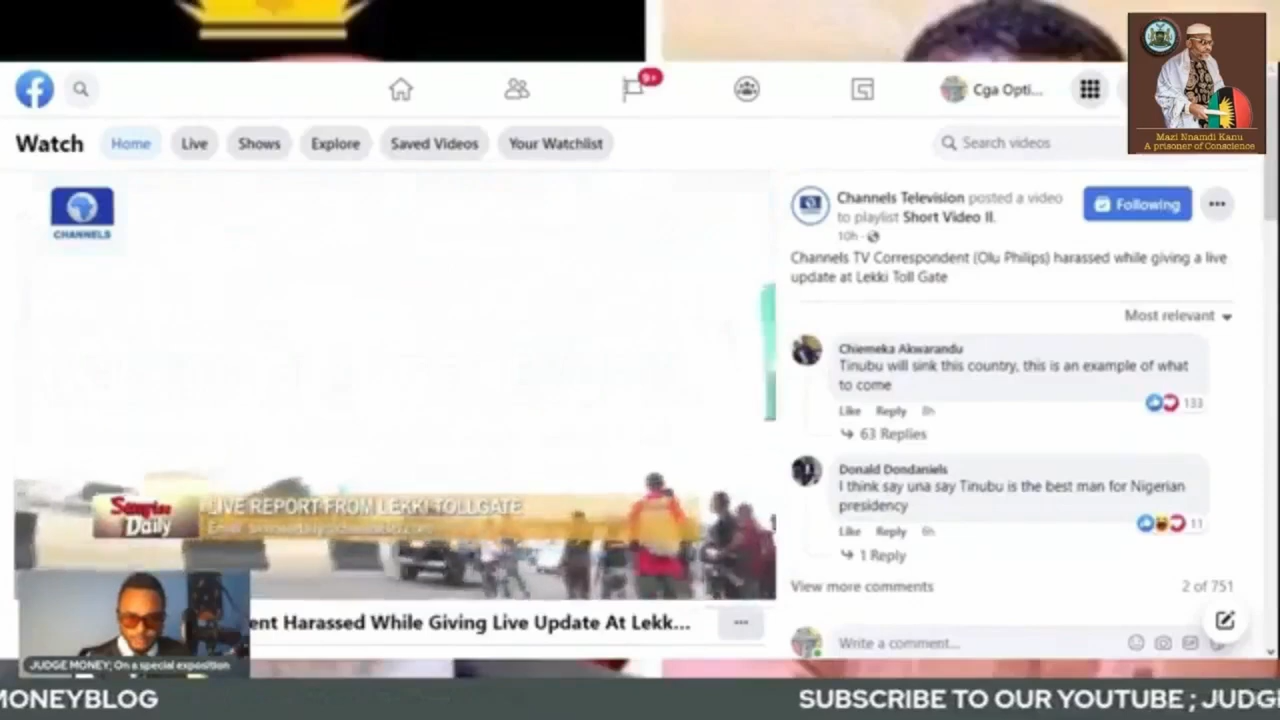 9+
Cga Opti...
Mazi Nnamdi Kanu
A prisoner of Conscience
Watch
Home
Live
Shows
Explore
Saved Videos
Your Watchlist
Search videos
CHANNELS
Channels Television posted a video
to playlist Short Video II.
Following
10h
Channels TV Correspondent (Olu Philips) harassed while giving a live
update at Lekki Toll Gate
Most relevant
Chiemeka Akwarandu
Tinubu will sink this country, this is an example of what
to come
133
Like Reply 8h
63 Replies
Donald Dondaniels
I think say una say Tinubu is the best man for Nigerian
presidency
11
Like Reply 6h
1 Reply
View more comments
2 of 751
Write a comment...
Sunrise
Daily
LIVE REPORT FROM LEKKI TOLLGATE
ent Harassed While Giving Live Update At Lekk...
JUDGE MONEY; On a special exposition
MONEYBLOG
SUBSCRIBE TO OUR YOUTUBE ; JUDG